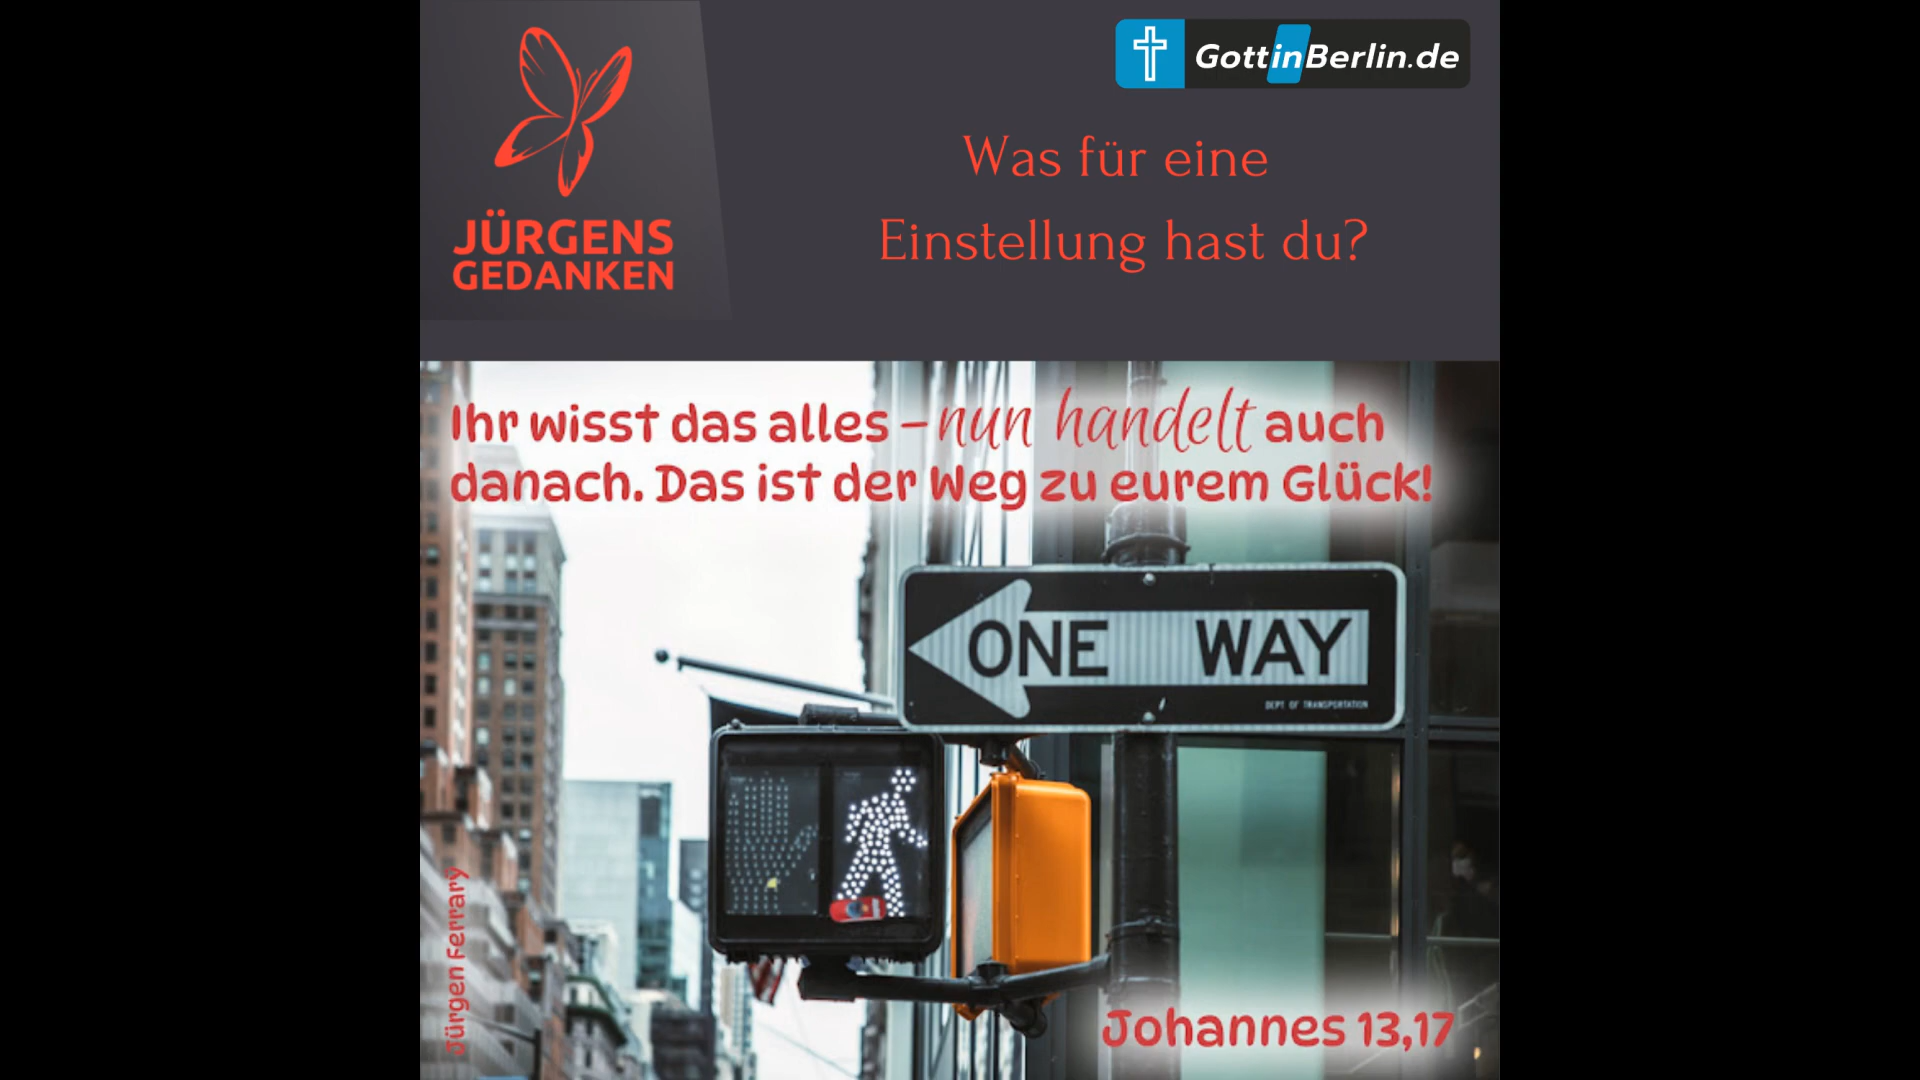 GottinBerlin.de
JÜRGENS
GEDANKEN
Was für eine
Einstellung hast du?
Ihr wisst das alles – nun handelt auch
danach. Das ist der Weg zu eurem Glück!
ONE WAY
DEPT OF TRANSPORTATION
Jürgen Ferrary
Johannes 13,17